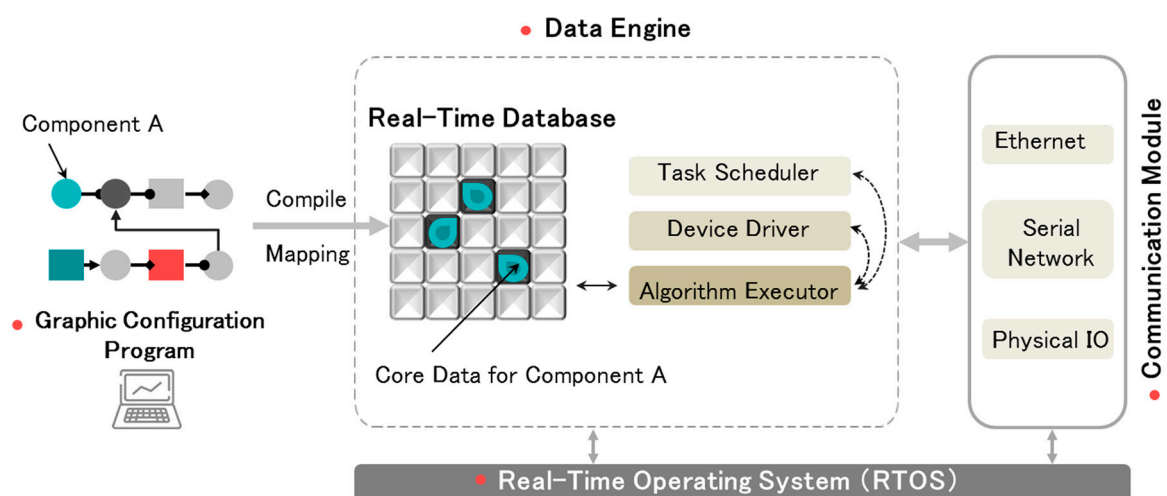 Data Engine
Component A
Compile
Mapping
Graphic Configuration
Program
Real-Time Database
Core Data for Component A
Task Scheduler
Device Driver
Algorithm Executor
Ethernet
Serial
Network
Physical IO
Communication Module
Real-Time Operating System (RTOS)